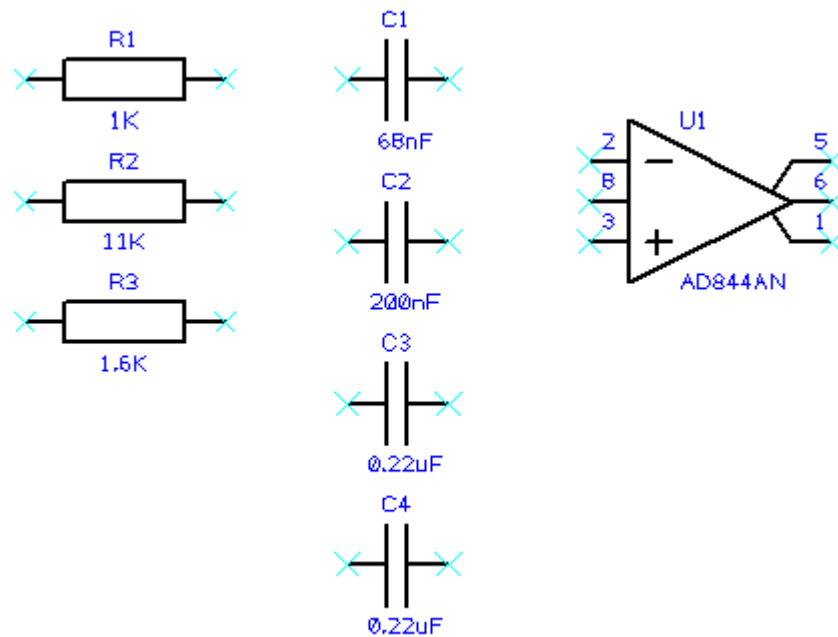 R1
1K
R2
11K
R3
1.6K
C1
68nF
C2
200nF
C3
0.22uF
C4
0.22uF
U1
2
8
3
5
6
1
AD844AN